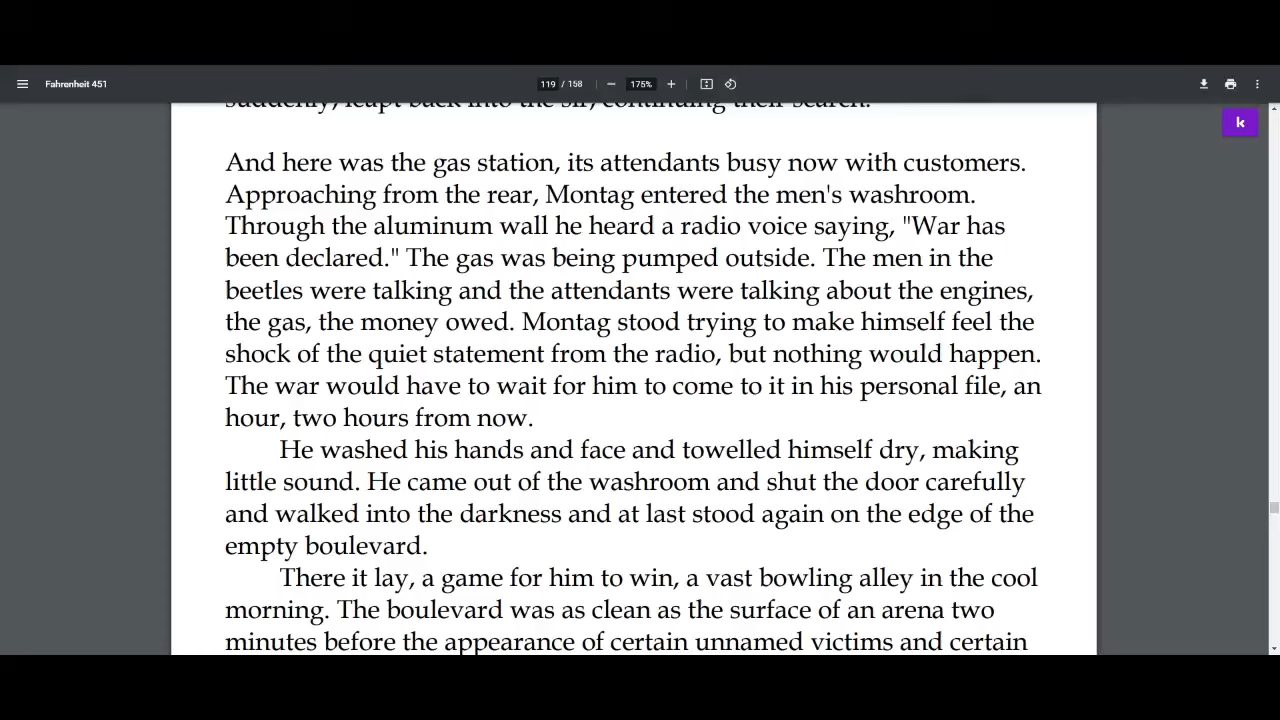 Fahrenheit 451
119 / 158
175%
k
suddenly, leapt back into the sir, continuing their search.
And here was the gas station, its attendants busy now with customers.
Approaching from the rear, Montag entered the men's washroom.
Through the aluminum wall he heard a radio voice saying, "War has
been declared." The gas was being pumped outside. The men in the
beetles were talking and the attendants were talking about the engines,
the gas, the money owed. Montag stood trying to make himself feel the
shock of the quiet statement from the radio, but nothing would happen.
The war would have to wait for him to come to it in his personal file, an
hour, two hours from now.
He washed his hands and face and towelled himself dry, making
little sound. He came out of the washroom and shut the door carefully
and walked into the darkness and at last stood again on the edge of the
empty boulevard.
There it lay, a game for him to win, a vast bowling alley in the cool
morning. The boulevard was as clean as the surface of an arena two
minutes before the appearance of certain unnamed victims and certain